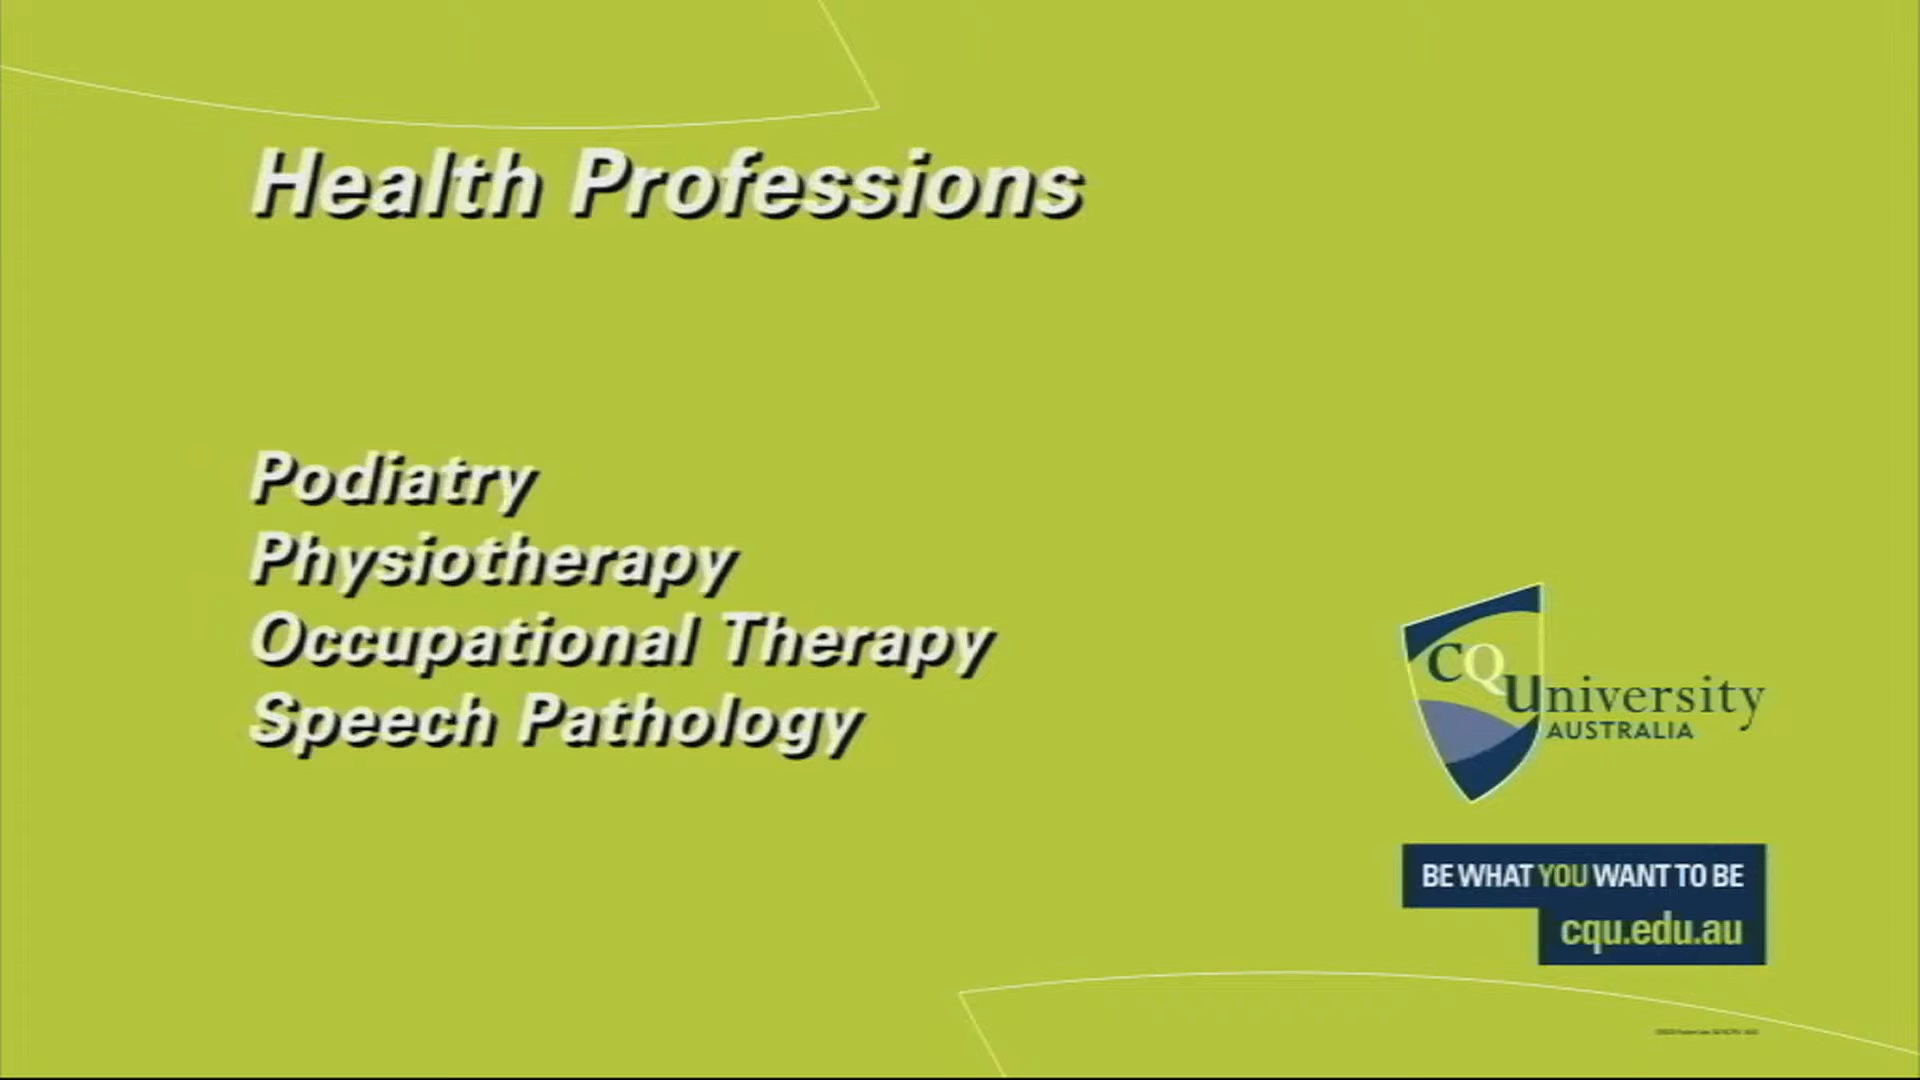 Health Professions
Podiatry
Physiotherapy
Occupational Therapy
Speech Pathology
CQUniversity
AUSTRALIA
BE WHAT YOU WANT TO BE
cqu.edu.au